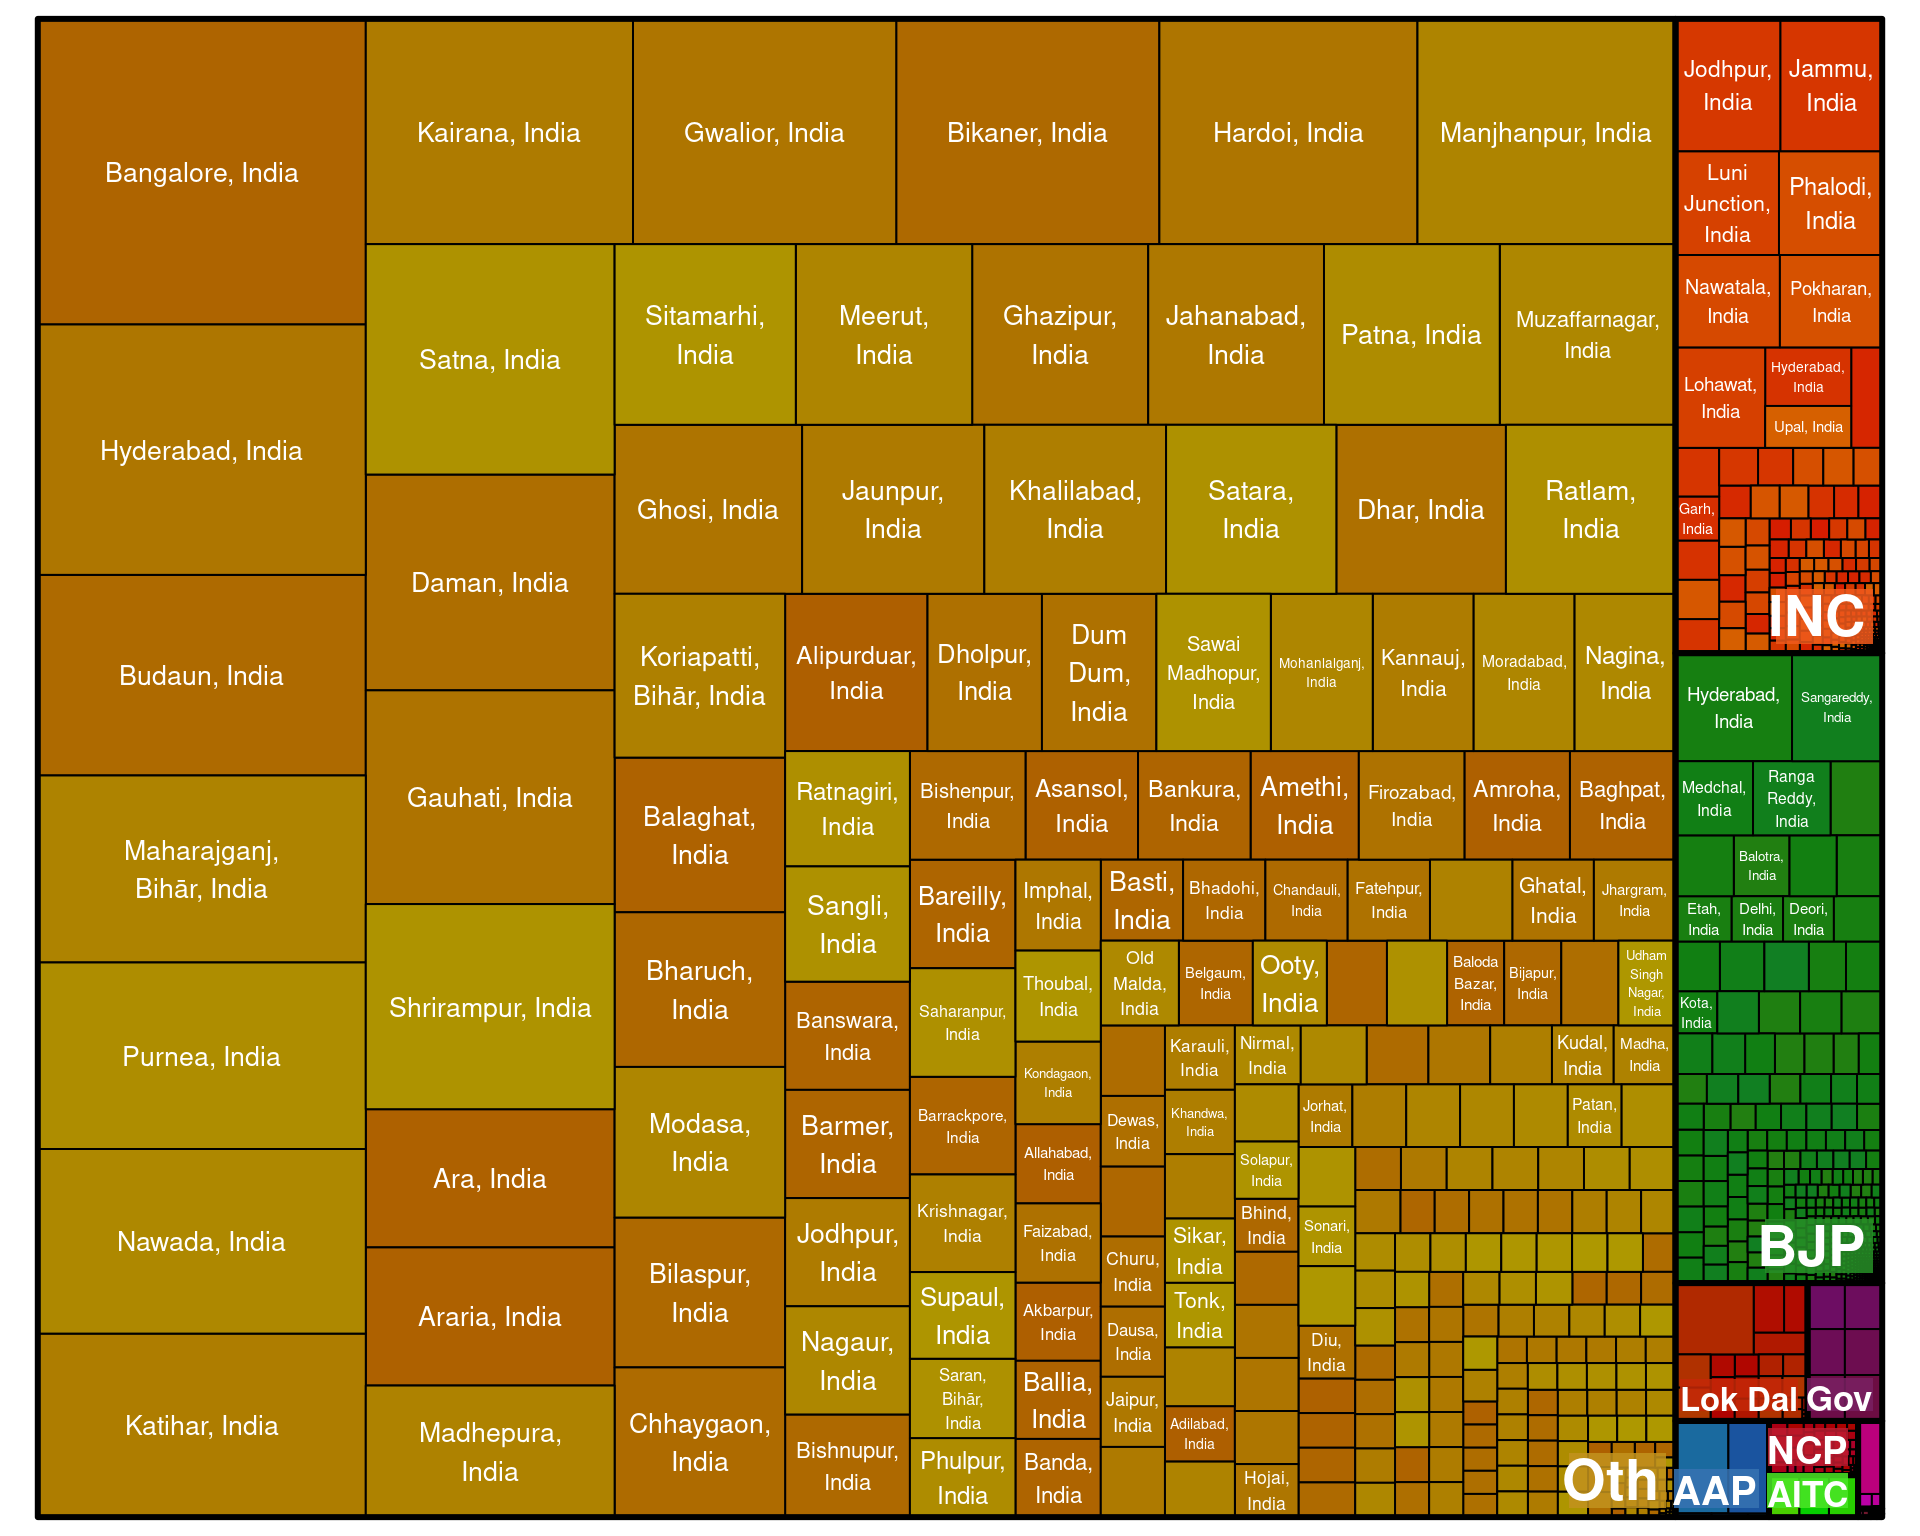 Bangalore, India
Hyderabad, India
Budaun, India
Maharajganj,
Bihār, India
Purnea, India
Nawada, India
Katihar, India
Kairana, India
Gwalior, India
Bikaner, India
Hardoi, India
Manjhanpur, India
Satna, India
Daman, India
Gauhati, India
Shrirampur, India
Ara, India
Araria, India
Madhepura,
India
Sitamarhi,
India
Meerut,
India
Ghazipur,
India
Jahanabad,
India
Patna, India
Muzaffarnagar,
India
Ghosi, India
Jaunpur,
India
Khalilabad,
India
Satara,
India
Dhar, India
Ratlam,
India
Koriapatti,
Bihār, India
Balaghat,
India
Bharuch,
India
Modasa,
India
Bilaspur,
India
Chhaygaon,
India
Alipurduar,
India
Dholpur,
India
Dum
Dum,
India
Sawai
Madhopur,
India
Mohanlalganj,
India
Kannauj,
India
Moradabad,
India
Nagina,
India
Ratnagiri,
India
Sangli,
India
Banswara,
India
Barmer,
India
Jodhpur,
India
Nagaur,
India
Bishnupur,
India
Bishenpur,
India
Asansol,
India
Bankura,
India
Amethi,
India
Firozabad,
India
Amroha,
India
Baghpat,
India
Bareilly,
India
Saharanpur,
India
Barrackpore,
India
Krishnagar,
India
Supaul,
India
Saran,
Bihār,
India
Phulpur,
India
Imphal,
India
Thoubal,
India
Kondagaon,
India
Allahabad,
India
Faizabad,
India
Akbarpur,
India
Ballia,
India
Banda,
India
Basti,
India
Bhadohi,
India
Chandauli,
India
Fatehpur,
India
Ghatal,
India
Jhargram,
India
Old
Malda,
India
Belgaum,
India
Ooty,
India
Baloda
Bazar,
India
Bijapur,
India
Udham
Singh
Nagar,
India
Dewas,
India
Churu,
India
Dausa,
India
Jaipur,
India
Karauli,
India
Khandwa,
India
Sikar,
India
Tonk,
India
Adilabad,
India
Nirmal,
India
Kudal,
India
Madha,
India
Solapur,
India
Bhind,
India
Hojai,
India
Jorhat,
India
Patan,
India
Sonari,
India
Diu,
India
Oth
Jodhpur,
India
Jammu,
India
Luni
Junction,
India
Phalodi,
India
Nawatala,
India
Pokharan,
India
Lohawat,
India
Hyderabad,
India
Upal, India
Garh,
India
INC
Hyderabad,
India
Sangareddy,
India
Medchal,
India
Ranga
Reddy,
India
Balotra,
India
Etah,
India
Delhi,
India
Deori,
India
Kota,
India
BJP
Lok Dal
Gov
AAP
NCP
AITC